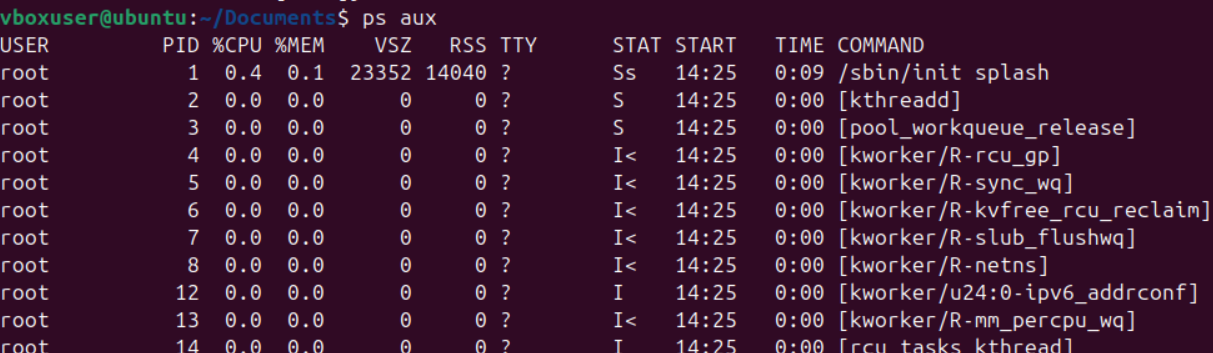 vboxuser@ubuntu:~/Documents$ ps aux
USER         PID %CPU %MEM    VSZ   RSS TTY      STAT START   TIME COMMAND
root           1  0.4  0.1  23352 14040 ?        Ss   14:25   0:09 /sbin/init splash
root           2  0.0  0.0      0     0 ?        S    14:25   0:00 [kthreadd]
root           3  0.0  0.0      0     0 ?        S    14:25   0:00 [pool_workqueue_release]
root           4  0.0  0.0      0     0 ?        I<   14:25   0:00 [kworker/R-rcu_gp]
root           5  0.0  0.0      0     0 ?        I<   14:25   0:00 [kworker/R-sync_wq]
root           6  0.0  0.0      0     0 ?        I<   14:25   0:00 [kworker/R-kvfree_rcu_reclaim]
root           7  0.0  0.0      0     0 ?        I<   14:25   0:00 [kworker/R-slub_flushwq]
root           8  0.0  0.0      0     0 ?        I<   14:25   0:00 [kworker/R-netns]
root          12  0.0  0.0      0     0 ?        I    14:25   0:00 [kworker/u24:0-ipv6_addrconf]
root          13  0.0  0.0      0     0 ?        I<   14:25   0:00 [kworker/R-mm_percpu_wq]
root          14  0.0  0.0      0     0 ?        I    14:25   0:00 [rcu_tasks_kthread]